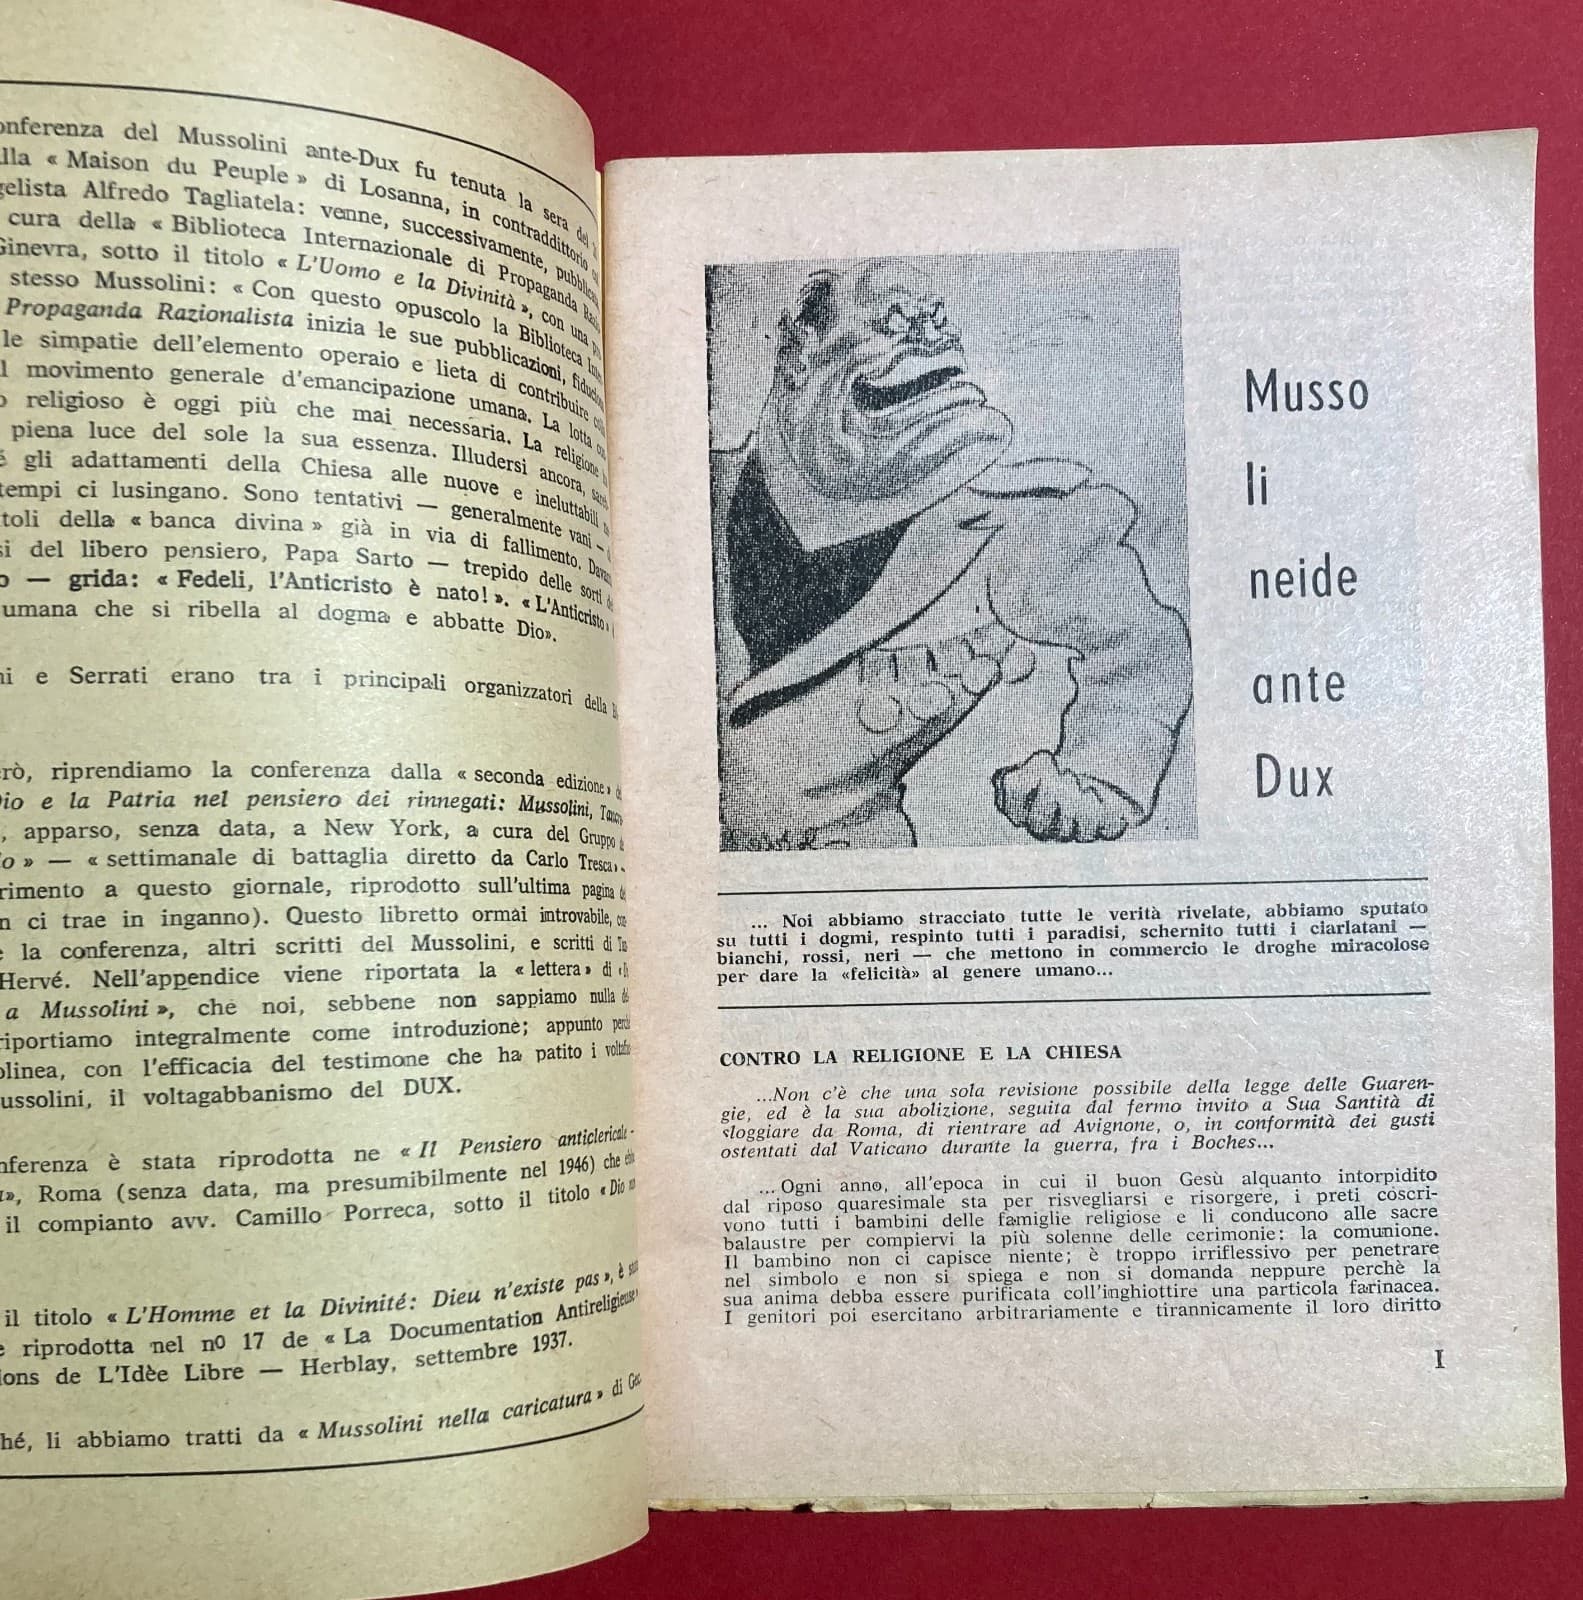 onferenza del Mussolini ante-Dux fu tenuta la sera del
alla « Maison du Peuple » di Losanna, in contraddittorio
gelista Alfredo Tagliatela: venne, successivamente, pubblicata
cura della « Biblioteca Internazionale di Propaganda
Ginevra, sotto il titolo « L'Uomo e la Divinità », con una
stesso Mussolini: « Con questo opuscolo la Biblioteca
Propaganda Razionalista inizia le sue pubblicazioni, fiduciosa
le simpatie dell'elemento operaio e lieta di contribuire
l movimento generale d'emancipazione umana. La lotta
o religioso è oggi più che mai necessaria. La religione
piena luce del sole la sua essenza. Illudersi ancora,
é gli adattamenti della Chiesa alle nuove e ineluttabili
tempi ci lusingano. Sono tentativi — generalmente vani —
toli della « banca divina » già in via di fallimento.
si del libero pensiero, Papa Sarto — trepido delle sorti
o — grida: « Fedeli, l'Anticristo è nato! ». « L'Anticristo »
umana che si ribella al dogma e abbatte Dio».
ni e Serrati erano tra i principali organizzatori della
erò, riprendiamo la conferenza dalla « seconda edizione »
Dio e la Patria nel pensiero dei rinnegati: Mussolini,
, apparso, senza data, a New York, a cura del Gruppo
o » — « settimanale di battaglia diretto da Carlo Tresca » -
rimento a questo giornale, riprodotto sull'ultima pagina
n ci trae in inganno). Questo libretto ormai introvabile,
e la conferenza, altri scritti del Mussolini, e scritti di
Hervé. Nell'appendice viene riportata la « lettera » di
a Mussolini », che noi, sebbene non sappiamo nulla
riportiamo integralmente come introduzione; appunto
olinea, con l'efficacia del testimone che ha patito i
ussolini, il voltagabbanismo del DUX.
nferenza è stata riprodotta ne « Il Pensiero anticlericale -
», Roma (senza data, ma presumibilmente nel 1946) che
il compianto avv. Camillo Porreca, sotto il titolo « Dio
il titolo « L'Homme et la Divinité: Dieu n'existe pas », è
e riprodotta nel nº 17 de « La Documentation Antireligieuse »
ions de L'Idèe Libre — Herblay, settembre 1937.
hé, li abbiamo tratti da « Mussolini nella caricatura » di
Musso
li
neide
ante
Dux
... Noi abbiamo stracciato tutte le verità rivelate, abbiamo sputato
su tutti i dogmi, respinto tutti i paradisi, schernito tutti i ciarlatani —
bianchi, rossi, neri — che mettono in commercio le droghe miracolose
per dare la «felicità» al genere umano...
CONTRO LA RELIGIONE E LA CHIESA
...Non c'è che una sola revisione possibile della legge delle Guaren-
gie, ed è la sua abolizione, seguita dal fermo invito a Sua Santità di
sloggiare da Roma, di rientrare ad Avignone, o, in conformità dei gusti
ostentati dal Vaticano durante la guerra, fra i Boches...
... Ogni anno, all'epoca in cui il buon Gesù alquanto intorpidito
dal riposo quaresimale sta per risvegliarsi e risorgere, i preti coscri-
vono tutti i bambini delle famiglie religiose e li conducono alle sacre
balaustre per compiervi la più solenne delle cerimonie: la comunione.
Il bambino non ci capisce niente; è troppo irriflessivo per penetrare
nel simbolo e non si spiega e non si domanda neppure perchè la
sua anima debba essere purificata coll'inghiottire una particola farinacea.
I genitori poi esercitano arbitrariamente e tirannicamente il loro diritto
I